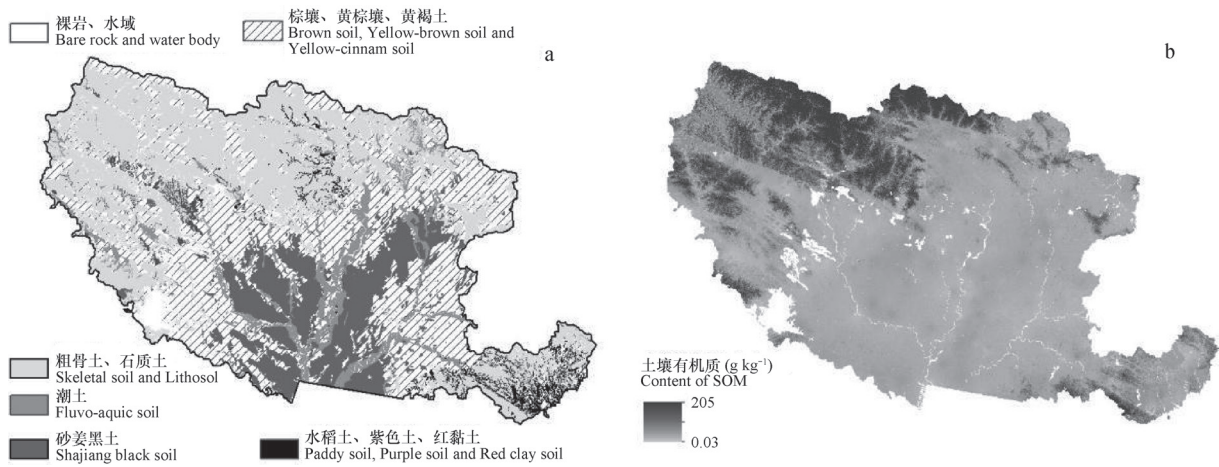 裸岩、水域
Bare rock and water body
棕壤、黄棕壤、黄褐土
Brown soil, Yellow-brown soil and
Yellow-cinnam soil
a
粗骨土、石质土
Skeletal soil and Lithosol
潮土
Fluvo-aquic soil
砂姜黑土
Shajiang black soil
水稻土、紫色土、红黏土
Paddy soil, Purple soil and Red clay soil
b
土壤有机质 (g kg⁻¹)
Content of SOM
205
0.03